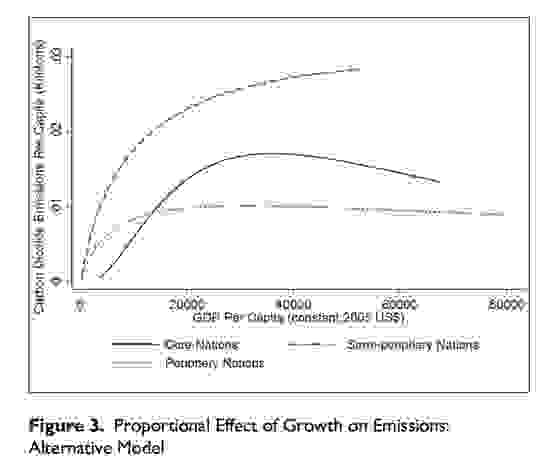 Carbon Dioxide Emissions Per Capita (Kilotons)
.03
.02
.01
0
0 20000 40000 60000 80000
GDP Per Capita (constant 2005 US$)
Core Nations Semi-periphery Nations
Periphery Nations
Figure 3. Proportional Effect of Growth on Emissions:
Alternative Model